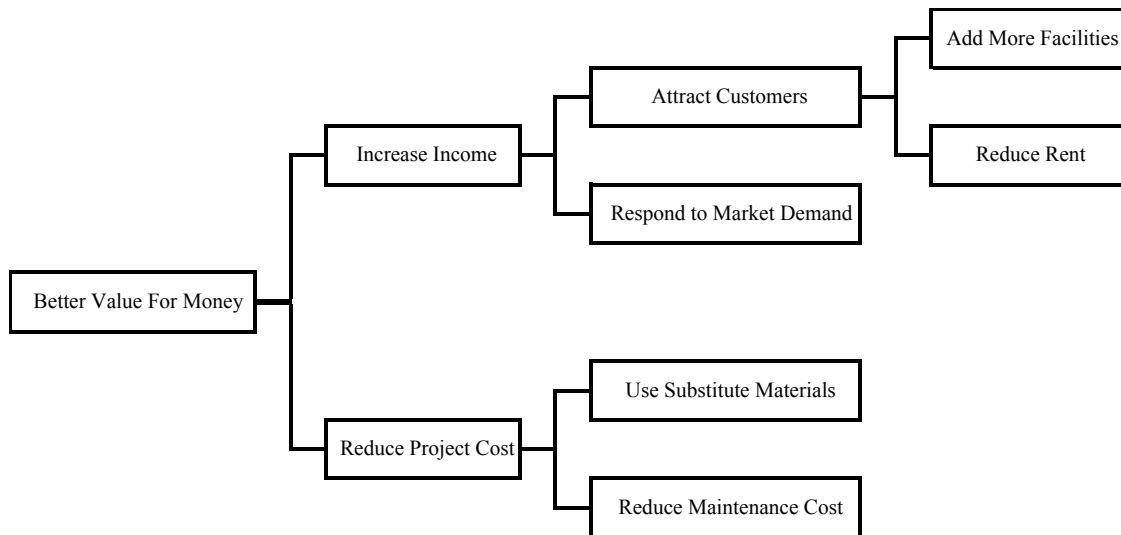 Add More Facilities
Attract Customers
Increase Income
Reduce Rent
Respond to Market Demand
Better Value For Money
Use Substitute Materials
Reduce Project Cost
Reduce Maintenance Cost